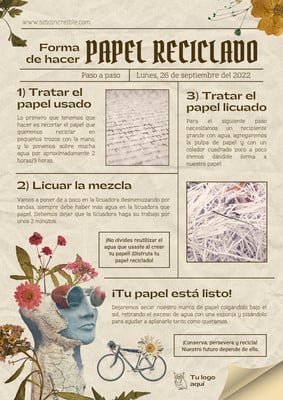 www.sitioincreible.com
Forma
de hacer
PAPEL RECICLADO
Paso a paso
Lunes, 26 de septiembre del 2022
1) Tratar el
papel usado
Lo primero que tenemos que
hacer es recortar el papel que
queremos reciclar en
pequeños trozos con la mano,
y lo ponemos sobre mucha
agua por aproximadamente 2
horas/3 horas.
2) Licuar la mezcla
Vamos a poner de a poco en la licuadora desmenuzando por
tandas, siempre debe haber más agua en la licuadora que
papel. Debemos dejar que la licuadora haga su trabajo por
unos 2 minutos.
3) Tratar el
papel licuado
Para el siguiente paso
necesitamos un recipiente
grande con agua, agregaremos
la pulpa de papel y con un
colador cuadrado poco a poco
iremos dándole forma a
nuestro papel.
¡No olvides reutilizar el
agua que usaste al crear
tu papel! ¡Disfruta tu
papel reciclado!
¡Tu papel está listo!
Dejaremos secar nuestro marco de papel colgándolo bajo el
sol, retirando el exceso de agua con una esponja y pisándolo
para ayudar a aplanarlo tanto como queramos.
¡Conserva, persevera y recicla!
Nuestro futuro depende de ello.
Tu logo
aquí